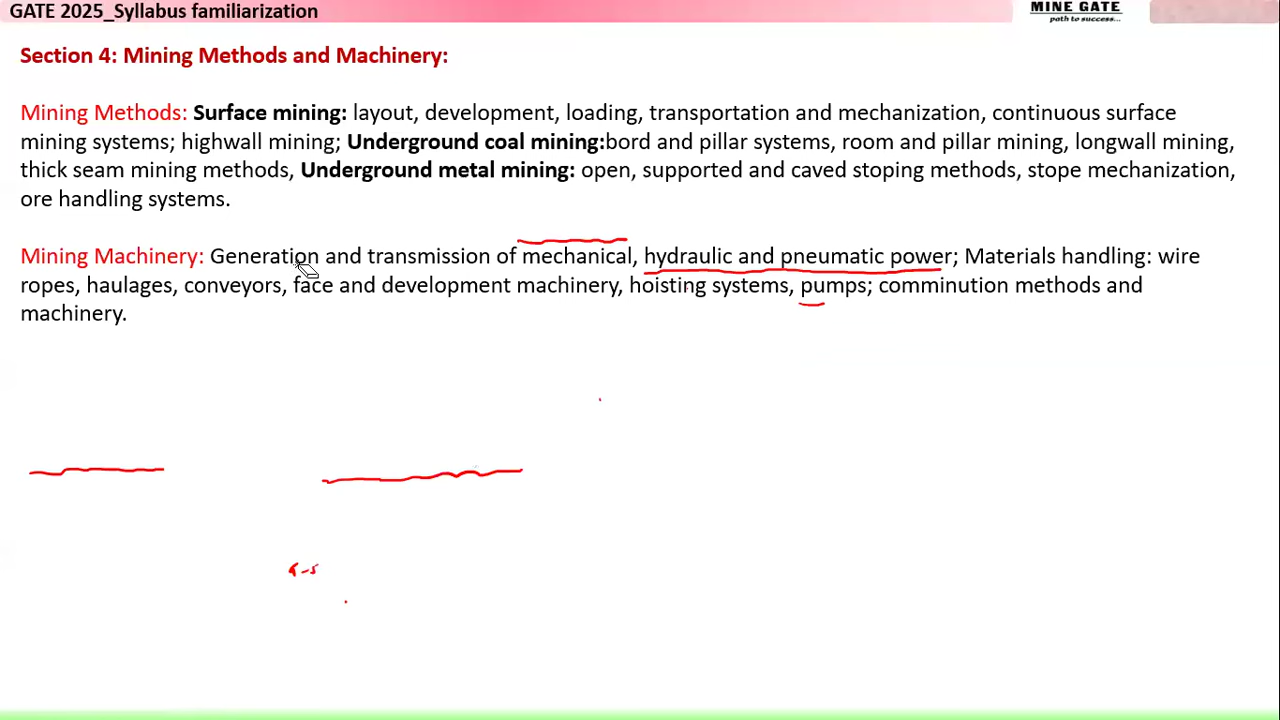 GATE 2025_Syllabus familiarization
MINE GATE
path to success...
Section 4: Mining Methods and Machinery:
Mining Methods: Surface mining: layout, development, loading, transportation and mechanization, continuous surface
mining systems; highwall mining; Underground coal mining:bord and pillar systems, room and pillar mining, longwall mining,
thick seam mining methods, Underground metal mining: open, supported and caved stoping methods, stope mechanization,
ore handling systems.
Mining Machinery: Generation and transmission of mechanical, hydraulic and pneumatic power; Materials handling: wire
ropes, haulages, conveyors, face and development machinery, hoisting systems, pumps; comminution methods and
machinery.